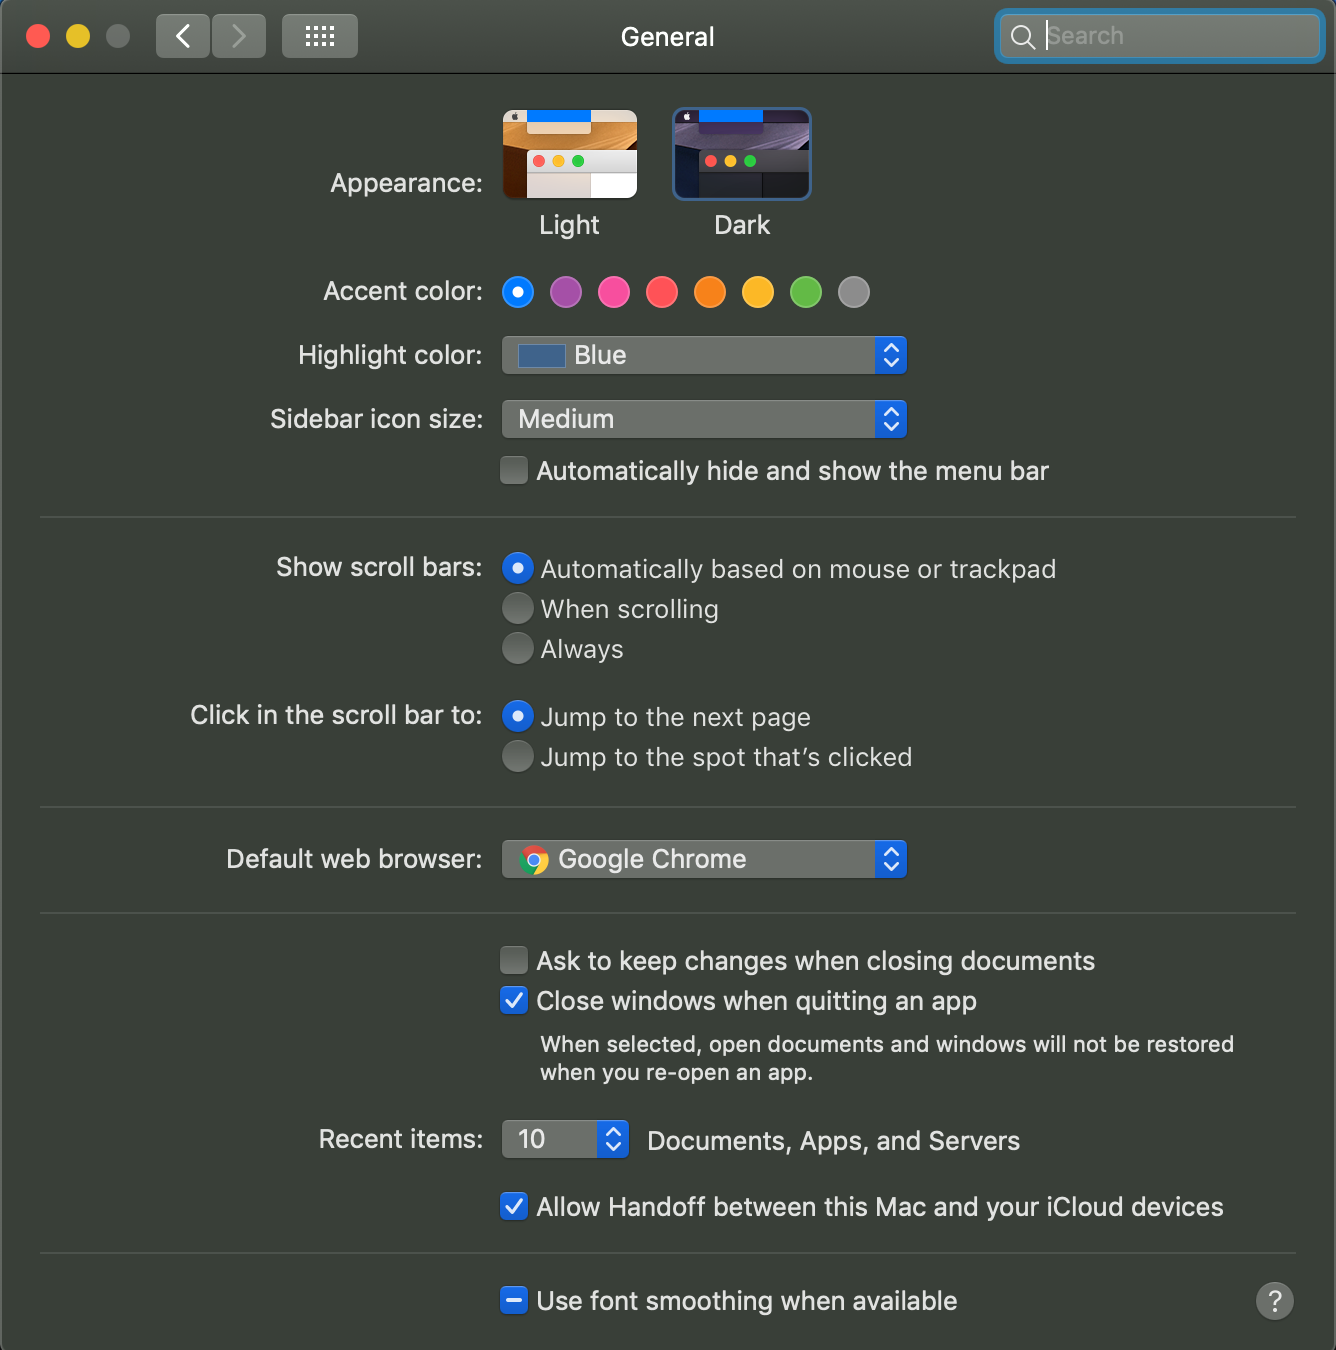 General
Search
Appearance:
Light
Dark
Accent color:
Highlight color: Blue
Sidebar icon size: Medium
Automatically hide and show the menu bar
Show scroll bars: Automatically based on mouse or trackpad
When scrolling
Always
Click in the scroll bar to: Jump to the next page
Jump to the spot that’s clicked
Default web browser: Google Chrome
Ask to keep changes when closing documents
Close windows when quitting an app
When selected, open documents and windows will not be restored
when you re-open an app.
Recent items: 10 Documents, Apps, and Servers
Allow Handoff between this Mac and your iCloud devices
Use font smoothing when available
?